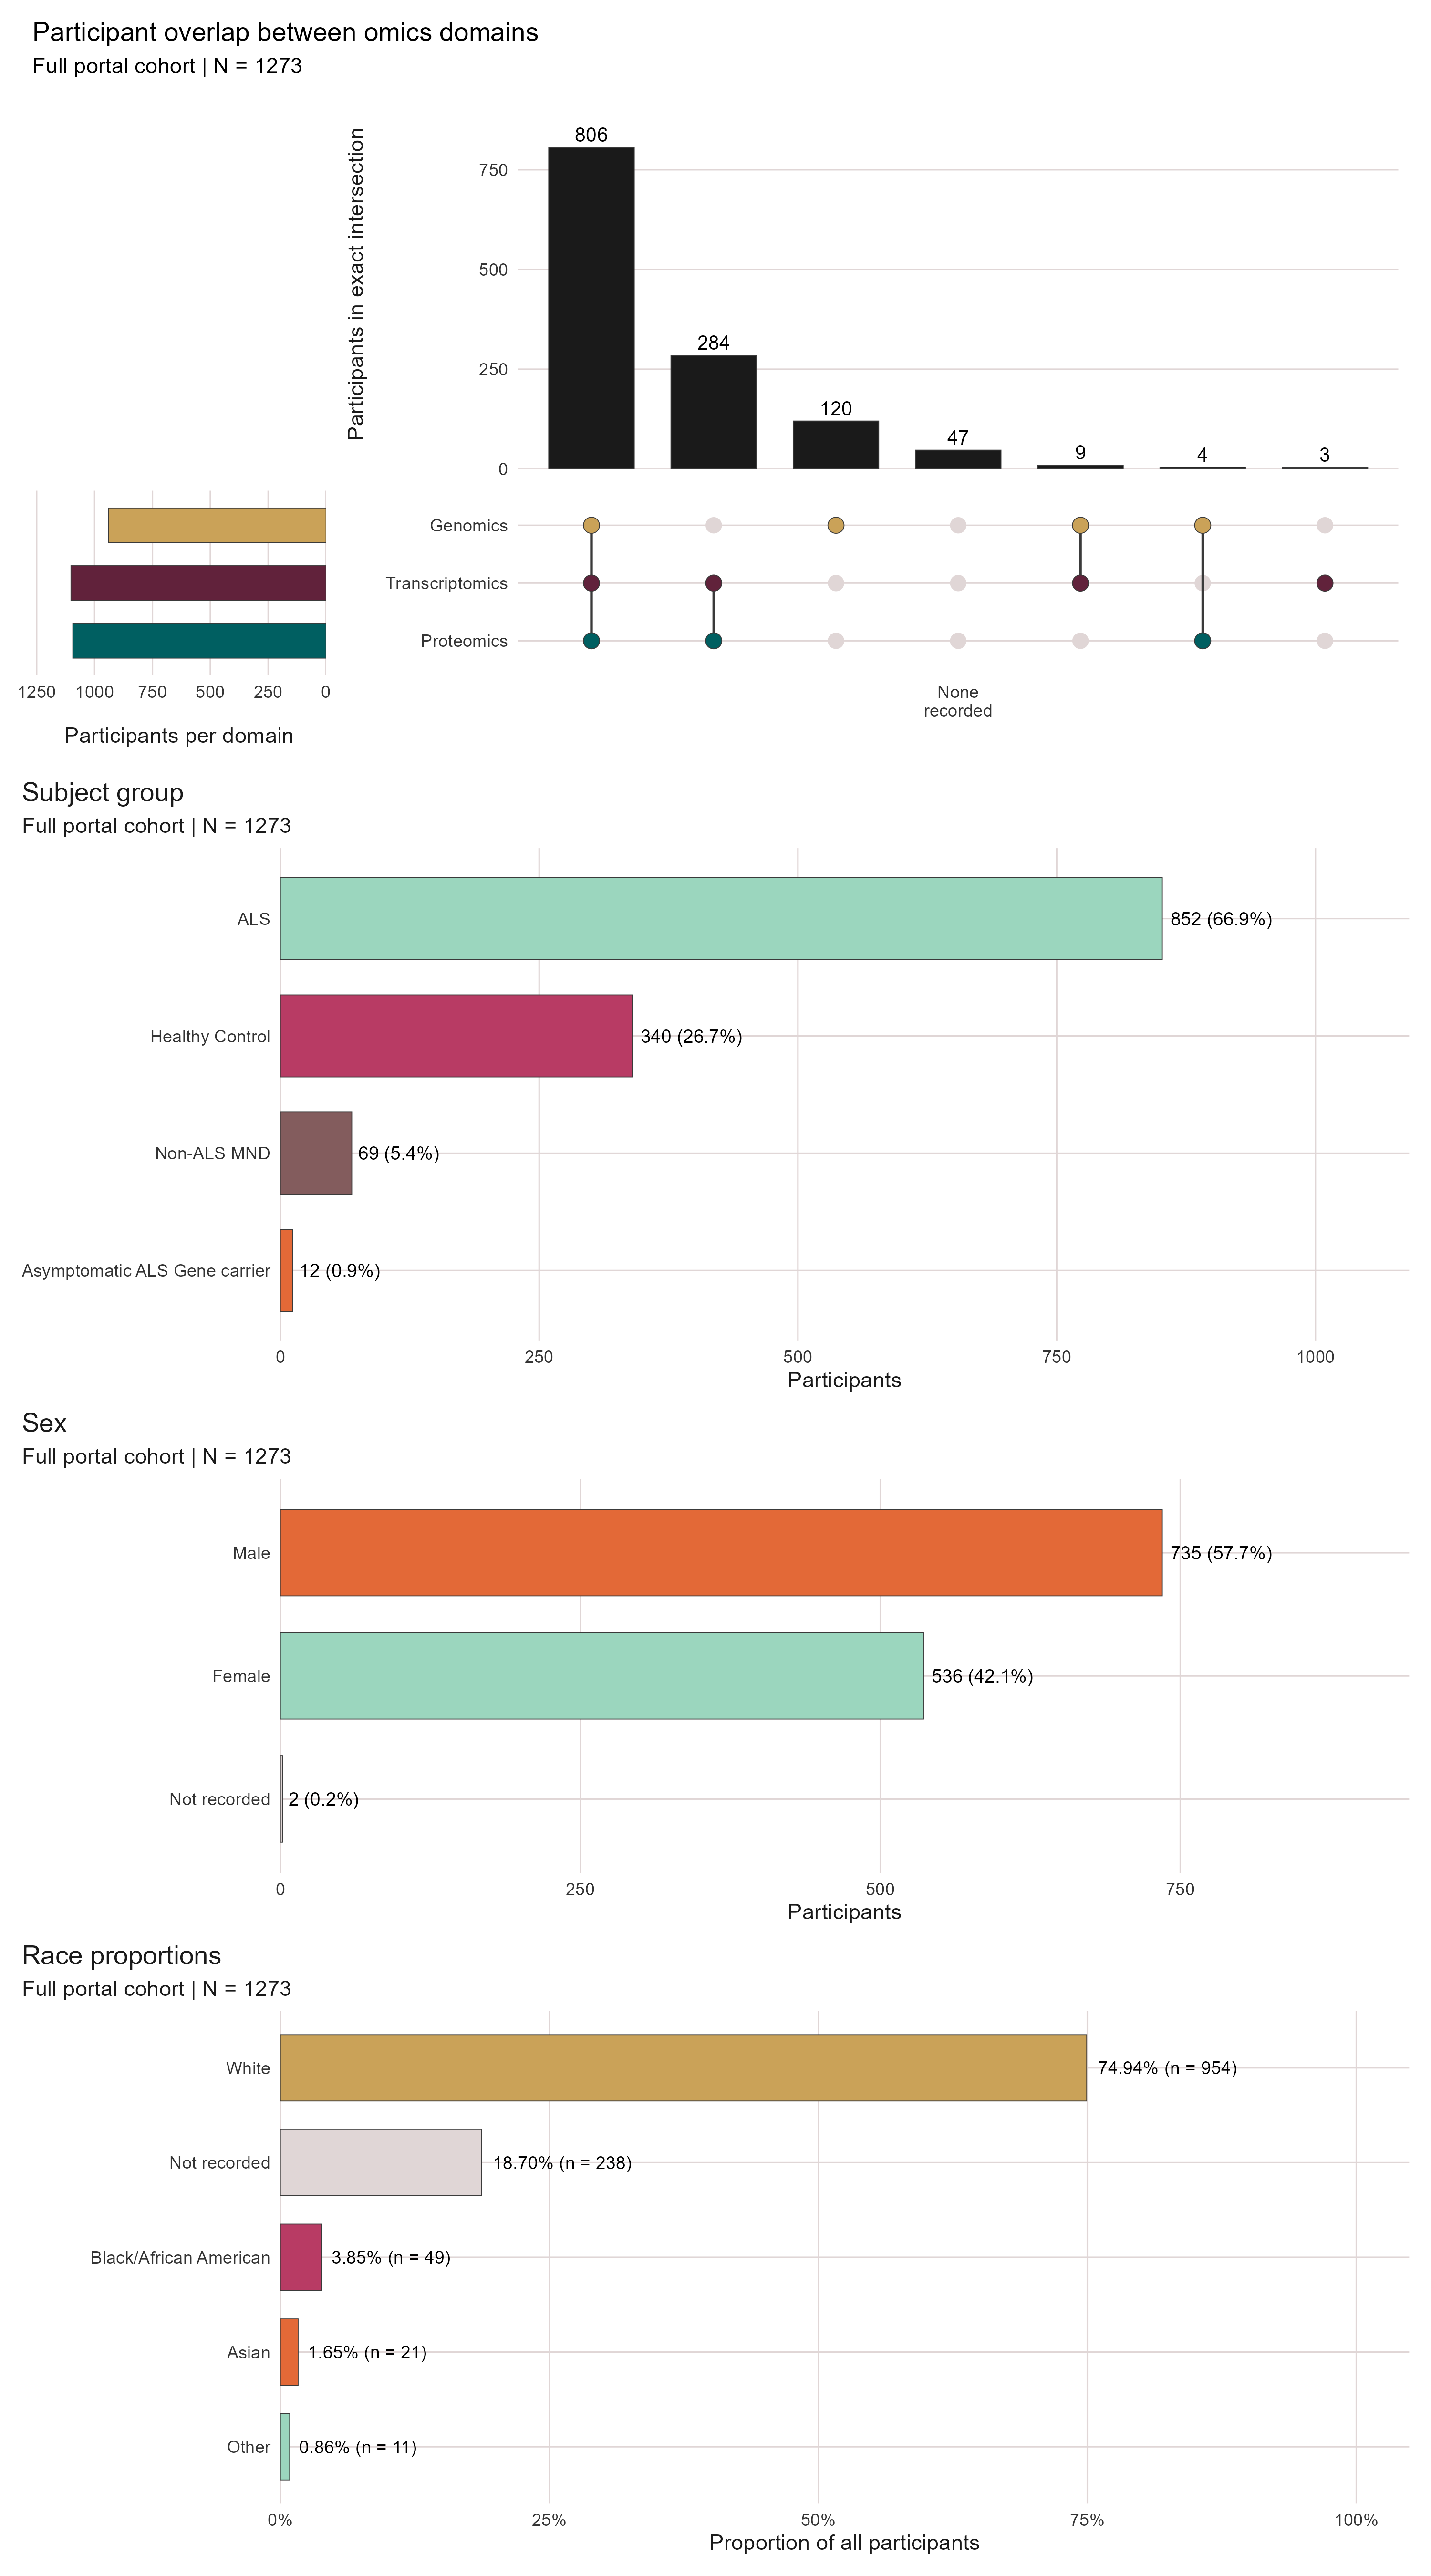 Participant overlap between omics domains
Full portal cohort | N = 1273
Participants in exact intersection
750
500
250
0
806
284
120
47
9
4
3
Genomics
Transcriptomics
Proteomics
1250 1000 750 500 250 0
Participants per domain
None
recorded
Subject group
Full portal cohort | N = 1273
ALS 852 (66.9%)
Healthy Control 340 (26.7%)
Non-ALS MND 69 (5.4%)
Asymptomatic ALS Gene carrier 12 (0.9%)
0 250 500 750 1000
Participants
Sex
Full portal cohort | N = 1273
Male 735 (57.7%)
Female 536 (42.1%)
Not recorded 2 (0.2%)
0 250 500 750
Participants
Race proportions
Full portal cohort | N = 1273
White 74.94% (n = 954)
Not recorded 18.70% (n = 238)
Black/African American 3.85% (n = 49)
Asian 1.65% (n = 21)
Other 0.86% (n = 11)
0% 25% 50% 75% 100%
Proportion of all participants